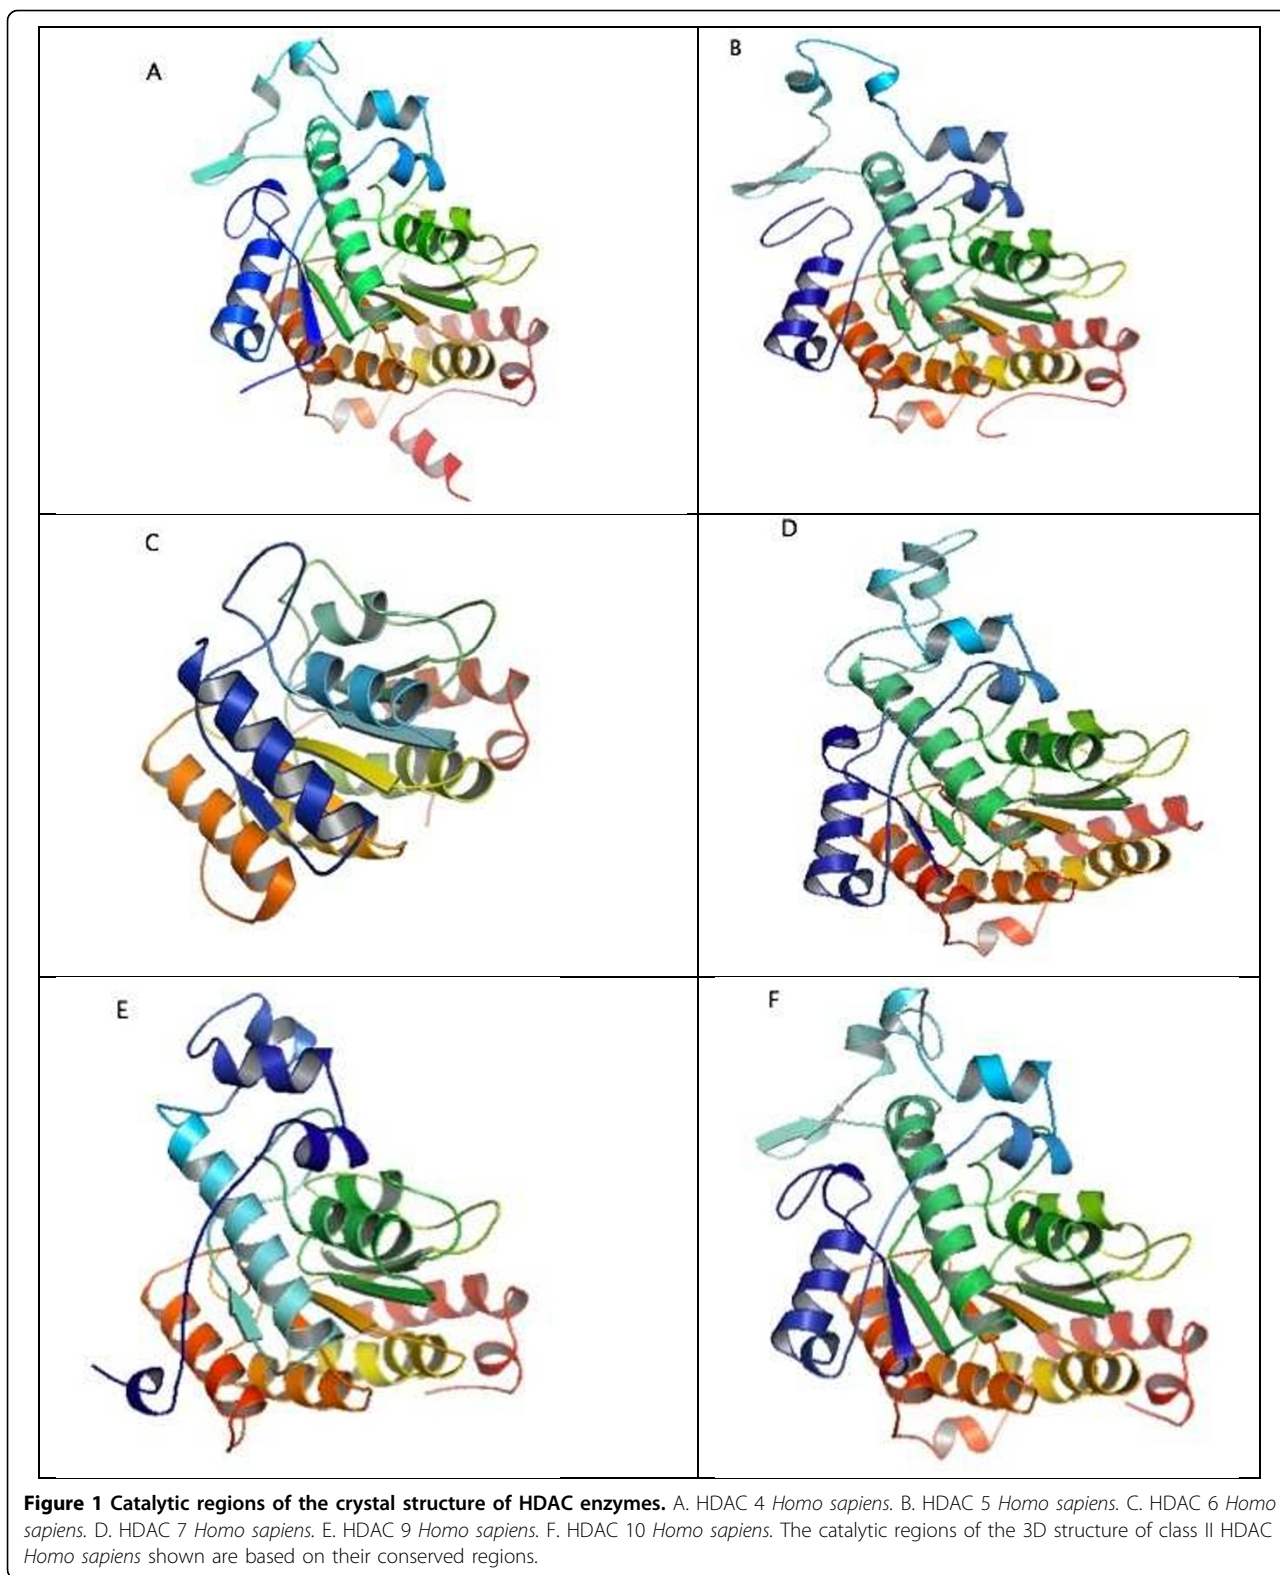 A
B
C
D
E
F
Figure 1 Catalytic regions of the crystal structure of HDAC enzymes. A. HDAC 4 Homo sapiens. B. HDAC 5 Homo sapiens. C. HDAC 6 Homo
sapiens. D. HDAC 7 Homo sapiens. E. HDAC 9 Homo sapiens. F. HDAC 10 Homo sapiens. The catalytic regions of the 3D structure of class II HDAC
Homo sapiens shown are based on their conserved regions.